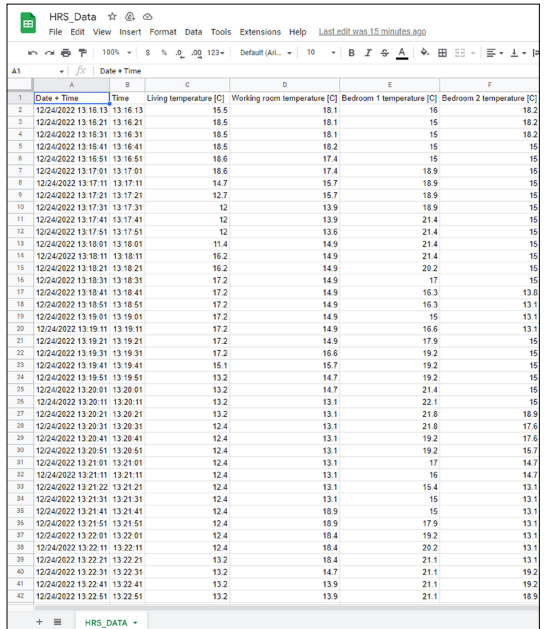 HRS_Data
File Edit View Insert Format Data Tools Extensions Help Last edit was 15 minutes ago
100% $ % .0 .00 123 Default (Ari... 10 B I S A
A1 fx Date + Time
A B C D E F
1 Date + Time Time Living temperature [C] Working room temperature [C] Bedroom 1 temperature [C] Bedroom 2 temperature [C]
2 12/24/2022 13:16:13 13:16:13 15.5 18.1 16 18.2
3 12/24/2022 13:16:21 13:16:21 18.5 18.1 15 18.2
4 12/24/2022 13:16:31 13:16:31 18.5 18.1 15 18.2
5 12/24/2022 13:16:41 13:16:41 18.5 18.2 15 15
6 12/24/2022 13:16:51 13:16:51 18.6 17.4 15 15
7 12/24/2022 13:17:01 13:17:01 18.6 17.4 18.9 15
8 12/24/2022 13:17:11 13:17:11 14.7 15.7 18.9 15
9 12/24/2022 13:17:21 13:17:21 12.7 15.7 18.9 15
10 12/24/2022 13:17:31 13:17:31 12 13.9 18.9 15
11 12/24/2022 13:17:41 13:17:41 12 13.9 21.4 15
12 12/24/2022 13:17:51 13:17:51 12 13.6 21.4 15
13 12/24/2022 13:18:01 13:18:01 11.4 14.9 21.4 15
14 12/24/2022 13:18:11 13:18:11 16.2 14.9 21.4 15
15 12/24/2022 13:18:21 13:18:21 16.2 14.9 20.2 15
16 12/24/2022 13:18:31 13:18:31 17.2 14.9 17 15
17 12/24/2022 13:18:41 13:18:41 17.2 14.9 16.3 13.8
18 12/24/2022 13:18:51 13:18:51 17.2 14.9 16.3 13.1
19 12/24/2022 13:19:01 13:19:01 17.2 14.9 15 13.1
20 12/24/2022 13:19:11 13:19:11 17.2 14.9 16.6 13.1
21 12/24/2022 13:19:21 13:19:21 17.2 14.9 17.9 15
22 12/24/2022 13:19:31 13:19:31 17.2 16.6 19.2 15
23 12/24/2022 13:19:41 13:19:41 15.1 15.7 19.2 15
24 12/24/2022 13:19:51 13:19:51 13.2 14.7 19.2 15
25 12/24/2022 13:20:01 13:20:01 13.2 14.7 21.4 15
26 12/24/2022 13:20:11 13:20:11 13.2 13.1 22.1 15
27 12/24/2022 13:20:21 13:20:21 13.2 13.1 21.8 18.9
28 12/24/2022 13:20:31 13:20:31 12.4 13.1 21.8 17.6
29 12/24/2022 13:20:41 13:20:41 12.4 13.1 19.2 17.6
30 12/24/2022 13:20:51 13:20:51 12.4 13.1 19.2 15.7
31 12/24/2022 13:21:01 13:21:01 12.4 13.1 17 14.7
32 12/24/2022 13:21:11 13:21:11 12.4 13.1 16 14.7
33 12/24/2022 13:21:22 13:21:21 12.4 13.1 15.4 13.1
34 12/24/2022 13:21:31 13:21:31 12.4 13.1 15 13.1
35 12/24/2022 13:21:41 13:21:41 12.4 18.9 15 13.1
36 12/24/2022 13:21:51 13:21:51 12.4 18.9 17.9 13.1
37 12/24/2022 13:22:01 13:22:01 12.4 18.4 19.2 13.1
38 12/24/2022 13:22:11 13:22:11 12.4 18.4 20.2 13.1
39 12/24/2022 13:22:21 13:22:21 13.2 18.4 21.1 13.1
40 12/24/2022 13:22:31 13:22:31 13.2 14.7 21.1 19.2
41 12/24/2022 13:22:41 13:22:41 13.2 13.9 21.1 19.2
42 12/24/2022 13:22:51 13:22:51 13.2 13.9 21.1 18.9
HRS_DATA